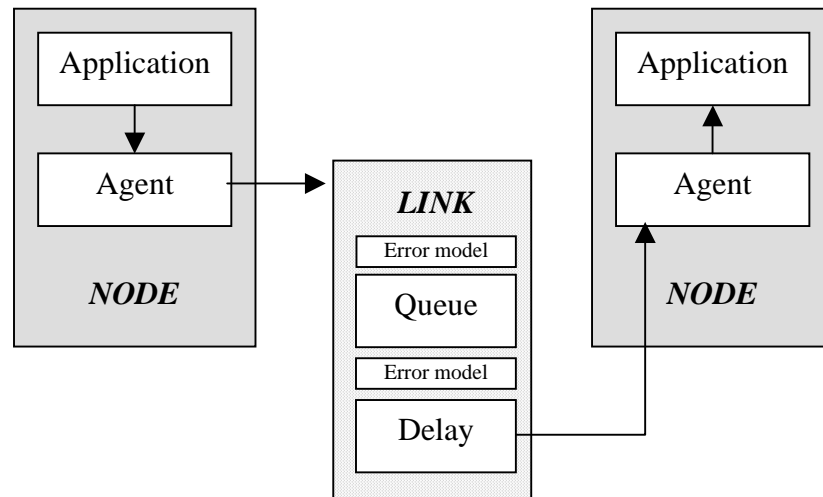 Application
Agent
NODE
LINK
Error model
Queue
Error model
Delay
Application
Agent
NODE